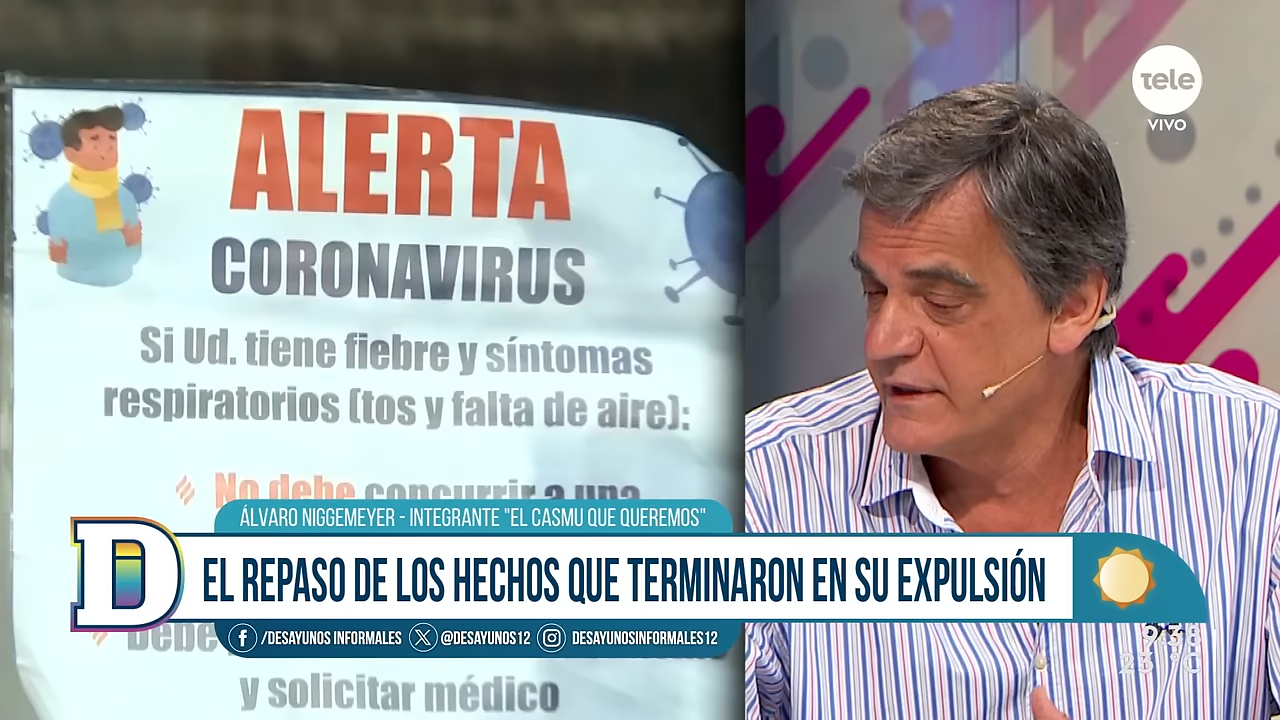 ALERTA
CORONAVIRUS
Si Ud. tiene fiebre y síntomas
respiratorios (tos y falta de aire):
No debe concurrir a una
Debe
y solicitar médico
tele
VIVO
ÁLVARO NIGGEMEYER - INTEGRANTE "EL CASMU QUE QUEREMOS"
D
EL REPASO DE LOS HECHOS QUE TERMINARON EN SU EXPULSIÓN
/DESAYUNOS INFORMALES @DESAYUNOS12 DESAYUNOSINFORMALES12
23 °C